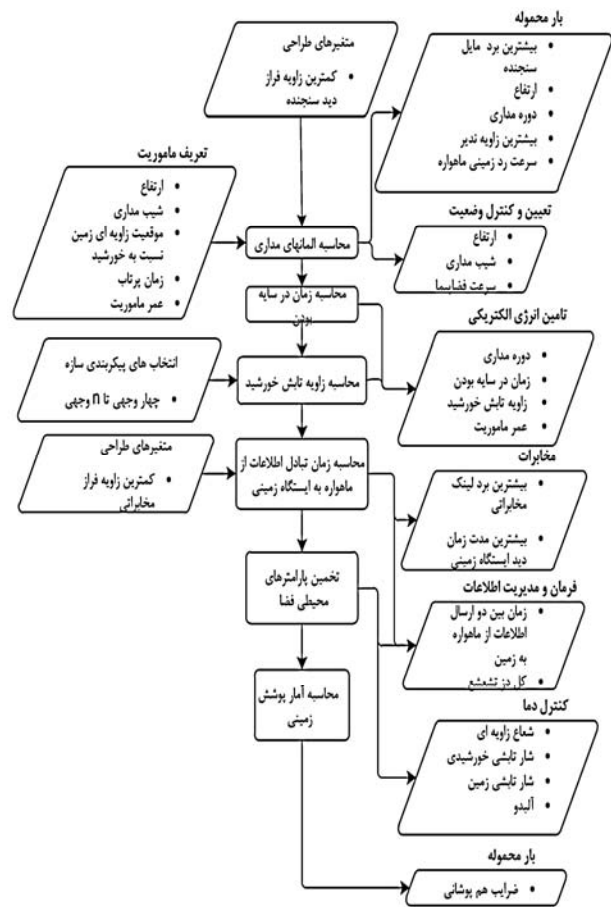 بار محموله
بیشترین برد مایل
سنجنده
ارتفاع
دوره مداری
بیشترین زاویه ندیر
سرعت رد زمینی ماهواره
متغیرهای طراحی
کمترین زاویه فراز
دید سنجنده
تعریف ماموریت
ارتفاع
شیب مداری
موقعیت زاویه ای زمین
نسبت به خورشید
زمان پرتاب
عمر ماموریت
محاسبه المانهای مداری
تعیین و کنترل وضعیت
ارتفاع
شیب مداری
سرعت فضاپیما
محاسبه زمان در سایه
بودن
تامین انرژی الکتریکی
دوره مداری
زمان در سایه بودن
زاویه تابش خورشید
عمر ماموریت
انتخاب های پیکربندی سازه
چهار وجهی تا n وجهی
محاسبه زاویه تابش خورشید
متغیرهای طراحی
کمترین زاویه فراز
مخابراتی
محاسبه زمان تبادل اطلاعات از
ماهواره به ایستگاه زمینی
مخابرات
بیشترین برد لینک
مخابراتی
بیشترین مدت زمان
دید ایستگاه زمینی
تخمین پارامترهای
محیطی فضا
فرمان و مدیریت اطلاعات
زمان بین دو ارسال
اطلاعات از ماهواره
به زمین
کل دز تشعشع
محاسبه آمار پوشش
زمینی
کنترل دما
شعاع زاویه ای
شار تابشی خورشیدی
شار تابشی زمین
آلبدو
بار محموله
ضرایب هم پوشانی